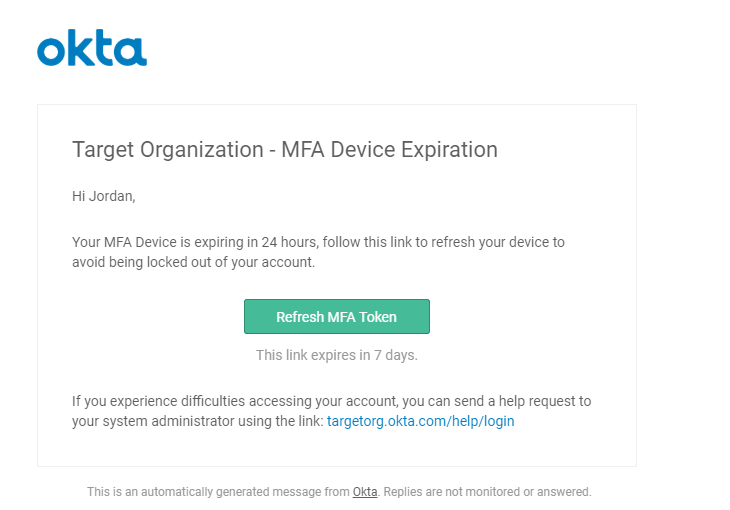 okta
Target Organization - MFA Device Expiration
Hi Jordan,
Your MFA Device is expiring in 24 hours, follow this link to refresh your device to
avoid being locked out of your account.
Refresh MFA Token
This link expires in 7 days.
If you experience difficulties accessing your account, you can send a help request to
your system administrator using the link: targetorg.okta.com/help/login
This is an automatically generated message from Okta. Replies are not monitored or answered.